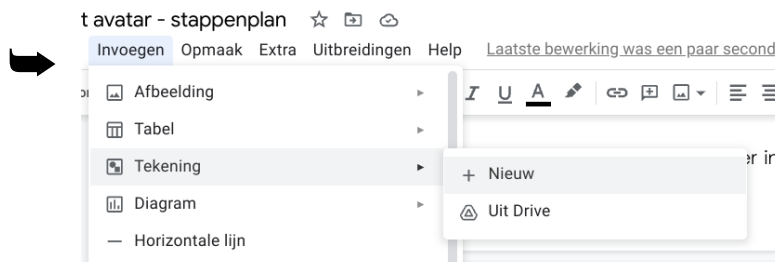 t avatar - stappenplan
Invoegen Opmaak Extra Uitbreidingen Help Laatste bewerking was een paar second
Afbeelding
Tabel
Tekening
Nieuw
Diagram
Uit Drive
Horizontale lijn